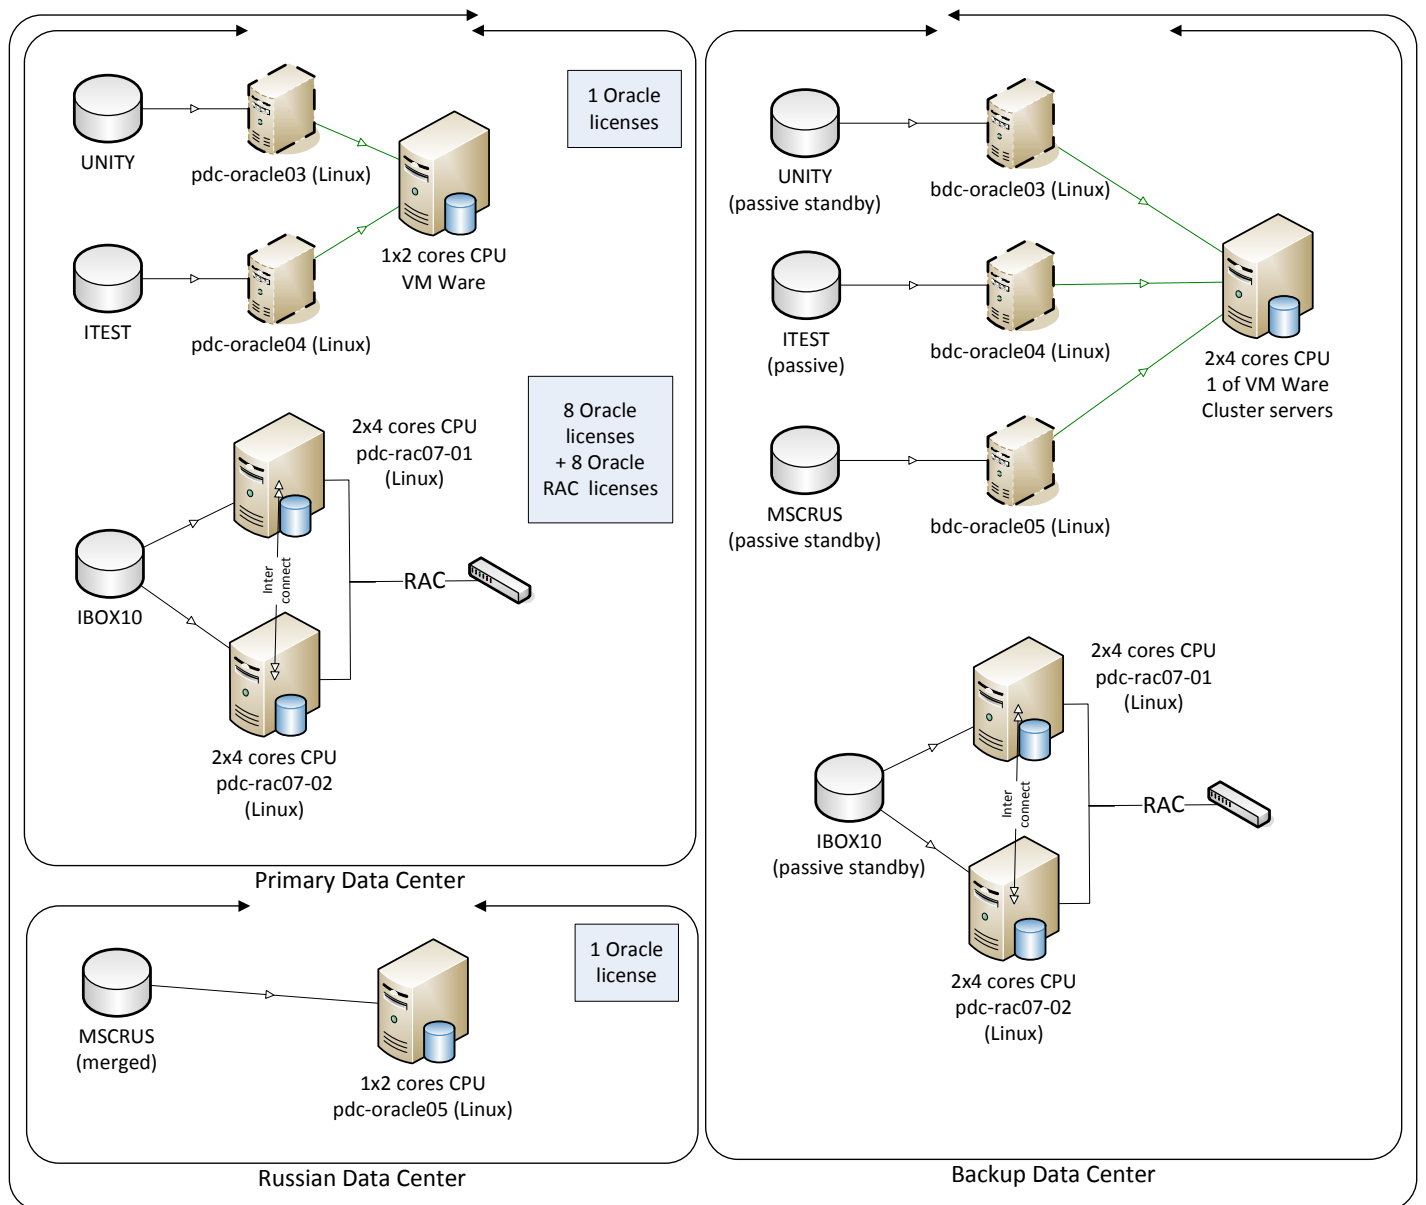 UNITY
pdc-oracle03 (Linux)
1 Oracle
licenses
ITEST
pdc-oracle04 (Linux)
1x2 cores CPU
VM Ware
8 Oracle
licenses
+ 8 Oracle
RAC licenses
2x4 cores CPU
pdc-rac07-01
(Linux)
IBOX10
Inter
connect
RAC
2x4 cores CPU
pdc-rac07-02
(Linux)
Primary Data Center
MSCRUS
(merged)
1x2 cores CPU
pdc-oracle05 (Linux)
1 Oracle
license
Russian Data Center
UNITY
(passive standby)
bdc-oracle03 (Linux)
ITEST
(passive)
bdc-oracle04 (Linux)
2x4 cores CPU
1 of VM Ware
Cluster servers
MSCRUS
(passive standby)
bdc-oracle05 (Linux)
2x4 cores CPU
pdc-rac07-01
(Linux)
IBOX10
(passive standby)
Inter
connect
RAC
2x4 cores CPU
pdc-rac07-02
(Linux)
Backup Data Center